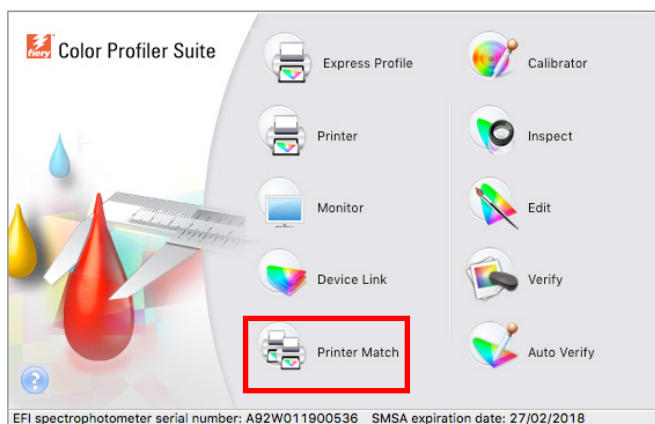 fiery
Color Profiler Suite
Express Profile
Printer
Monitor
Device Link
Printer Match
Calibrator
Inspect
Edit
Verify
Auto Verify
?
EFI spectrophotometer serial number: A92W011900536 SMSA expiration date: 27/02/2018